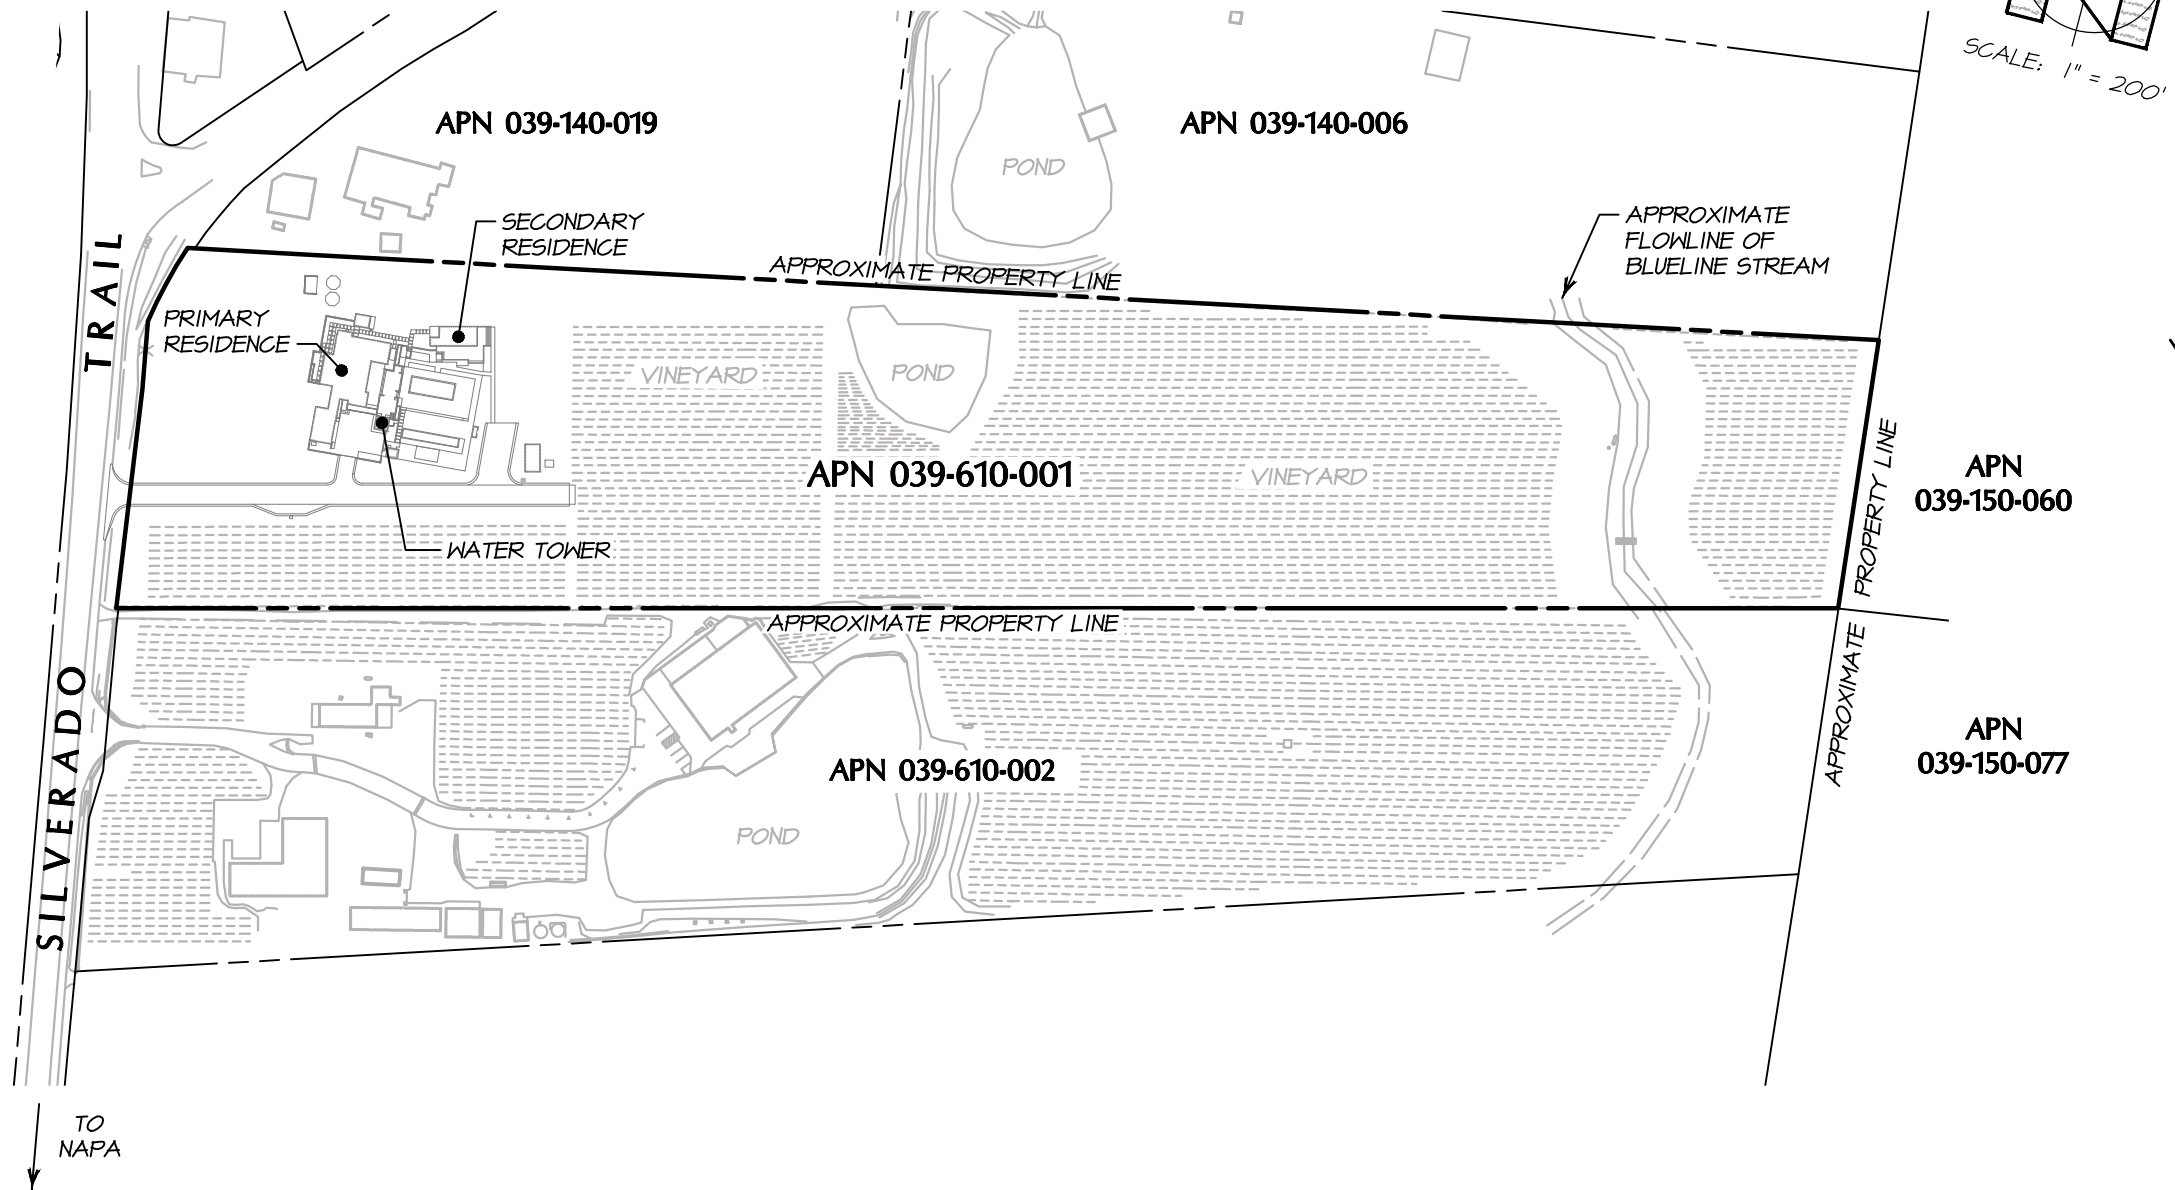 SCALE: 1" = 200'
APN 039-140-019
APN 039-140-006
POND
SECONDARY
RESIDENCE
APPROXIMATE
FLOWLINE OF
BLUELINE STREAM
APPROXIMATE PROPERTY LINE
PRIMARY
RESIDENCE
VINEYARD
POND
APN 039-610-001
VINEYARD
WATER TOWER
APN
039-150-060
APPROXIMATE PROPERTY LINE
APPROXIMATE PROPERTY LINE
APN
039-150-077
APN 039-610-002
POND
SILVERADO TRAIL
TO
NAPA